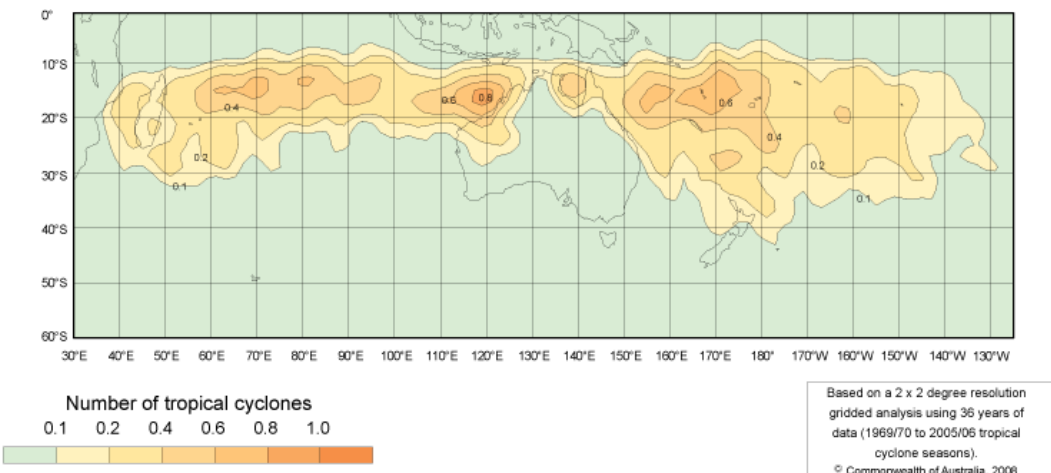 0°
10°S
0.4
0.6
0.8
0.6
20°S
0.4
0.2
0.2
30°S
0.1
0.1
40°S
50°S
60°S
30°E 40°E 50°E 60°E 70°E 80°E 90°E 100°E 110°E 120°E 130°E 140°E 150°E 160°E 170°E 180° 170°W 160°W 150°W 140°W 130°W
Number of tropical cyclones
0.1 0.2 0.4 0.6 0.8 1.0
Based on a 2 x 2 degree resolution
gridded analysis using 36 years of
data (1969/70 to 2005/06 tropical
cyclone seasons).
© Commonwealth of Australia, 2008